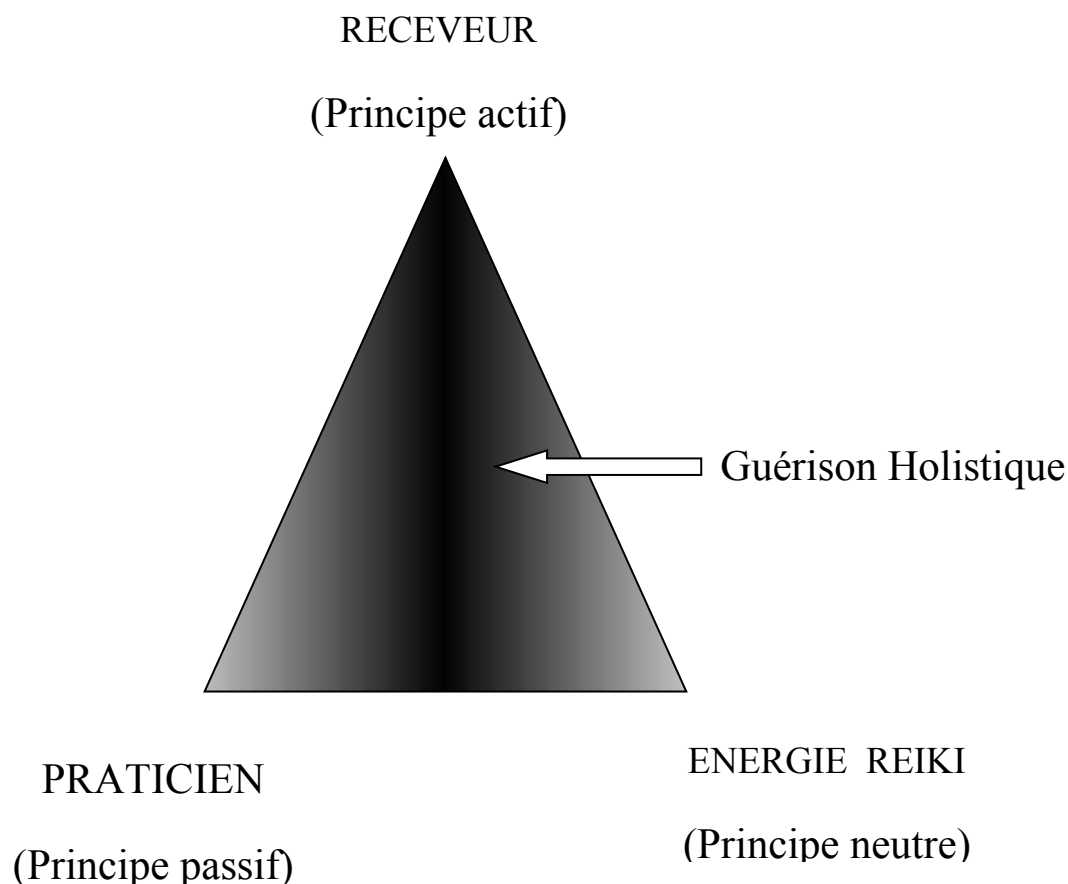 RECEVEUR
(Principe actif)
Guérison Holistique
PRATICIEN
(Principe passif)
ENERGIE REIKI
(Principe neutre)